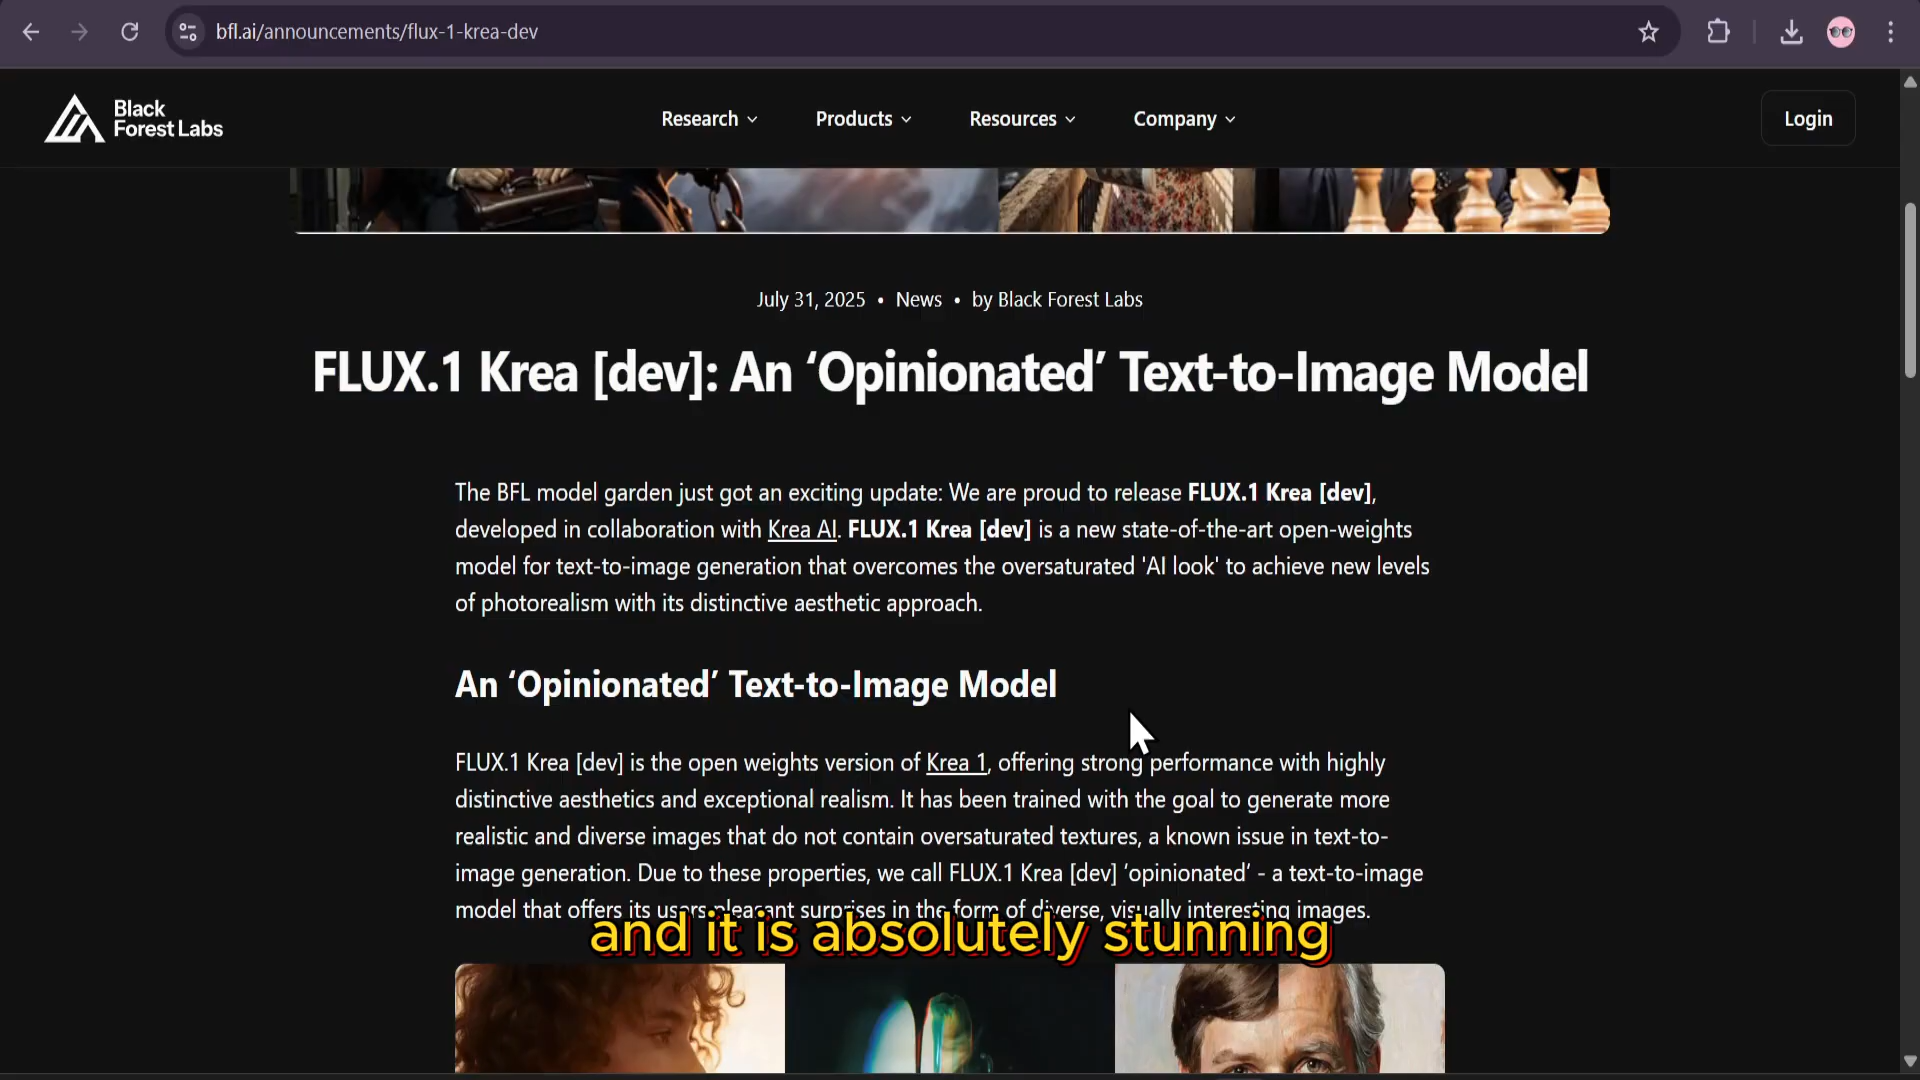 bfl.ai/announcements/flux-1-krea-dev
Black
Forest Labs
Research
Products
Resources
Company
Login
July 31, 2025 • News • by Black Forest Labs
FLUX.1 Krea [dev]: An ‘Opinionated’ Text-to-Image Model
The BFL model garden just got an exciting update: We are proud to release FLUX.1 Krea [dev],
developed in collaboration with Krea AI. FLUX.1 Krea [dev] is a new state-of-the-art open-weights
model for text-to-image generation that overcomes the oversaturated 'AI look' to achieve new levels
of photorealism with its distinctive aesthetic approach.
An ‘Opinionated’ Text-to-Image Model
FLUX.1 Krea [dev] is the open weights version of Krea 1, offering strong performance with highly
distinctive aesthetics and exceptional realism. It has been trained with the goal to generate more
realistic and diverse images that do not contain oversaturated textures, a known issue in text-to-
image generation. Due to these properties, we call FLUX.1 Krea [dev] ‘opinionated’ - a text-to-image
model that offers its users pleasant surprises in the form of diverse, visually interesting images.
and it is absolutely stunning